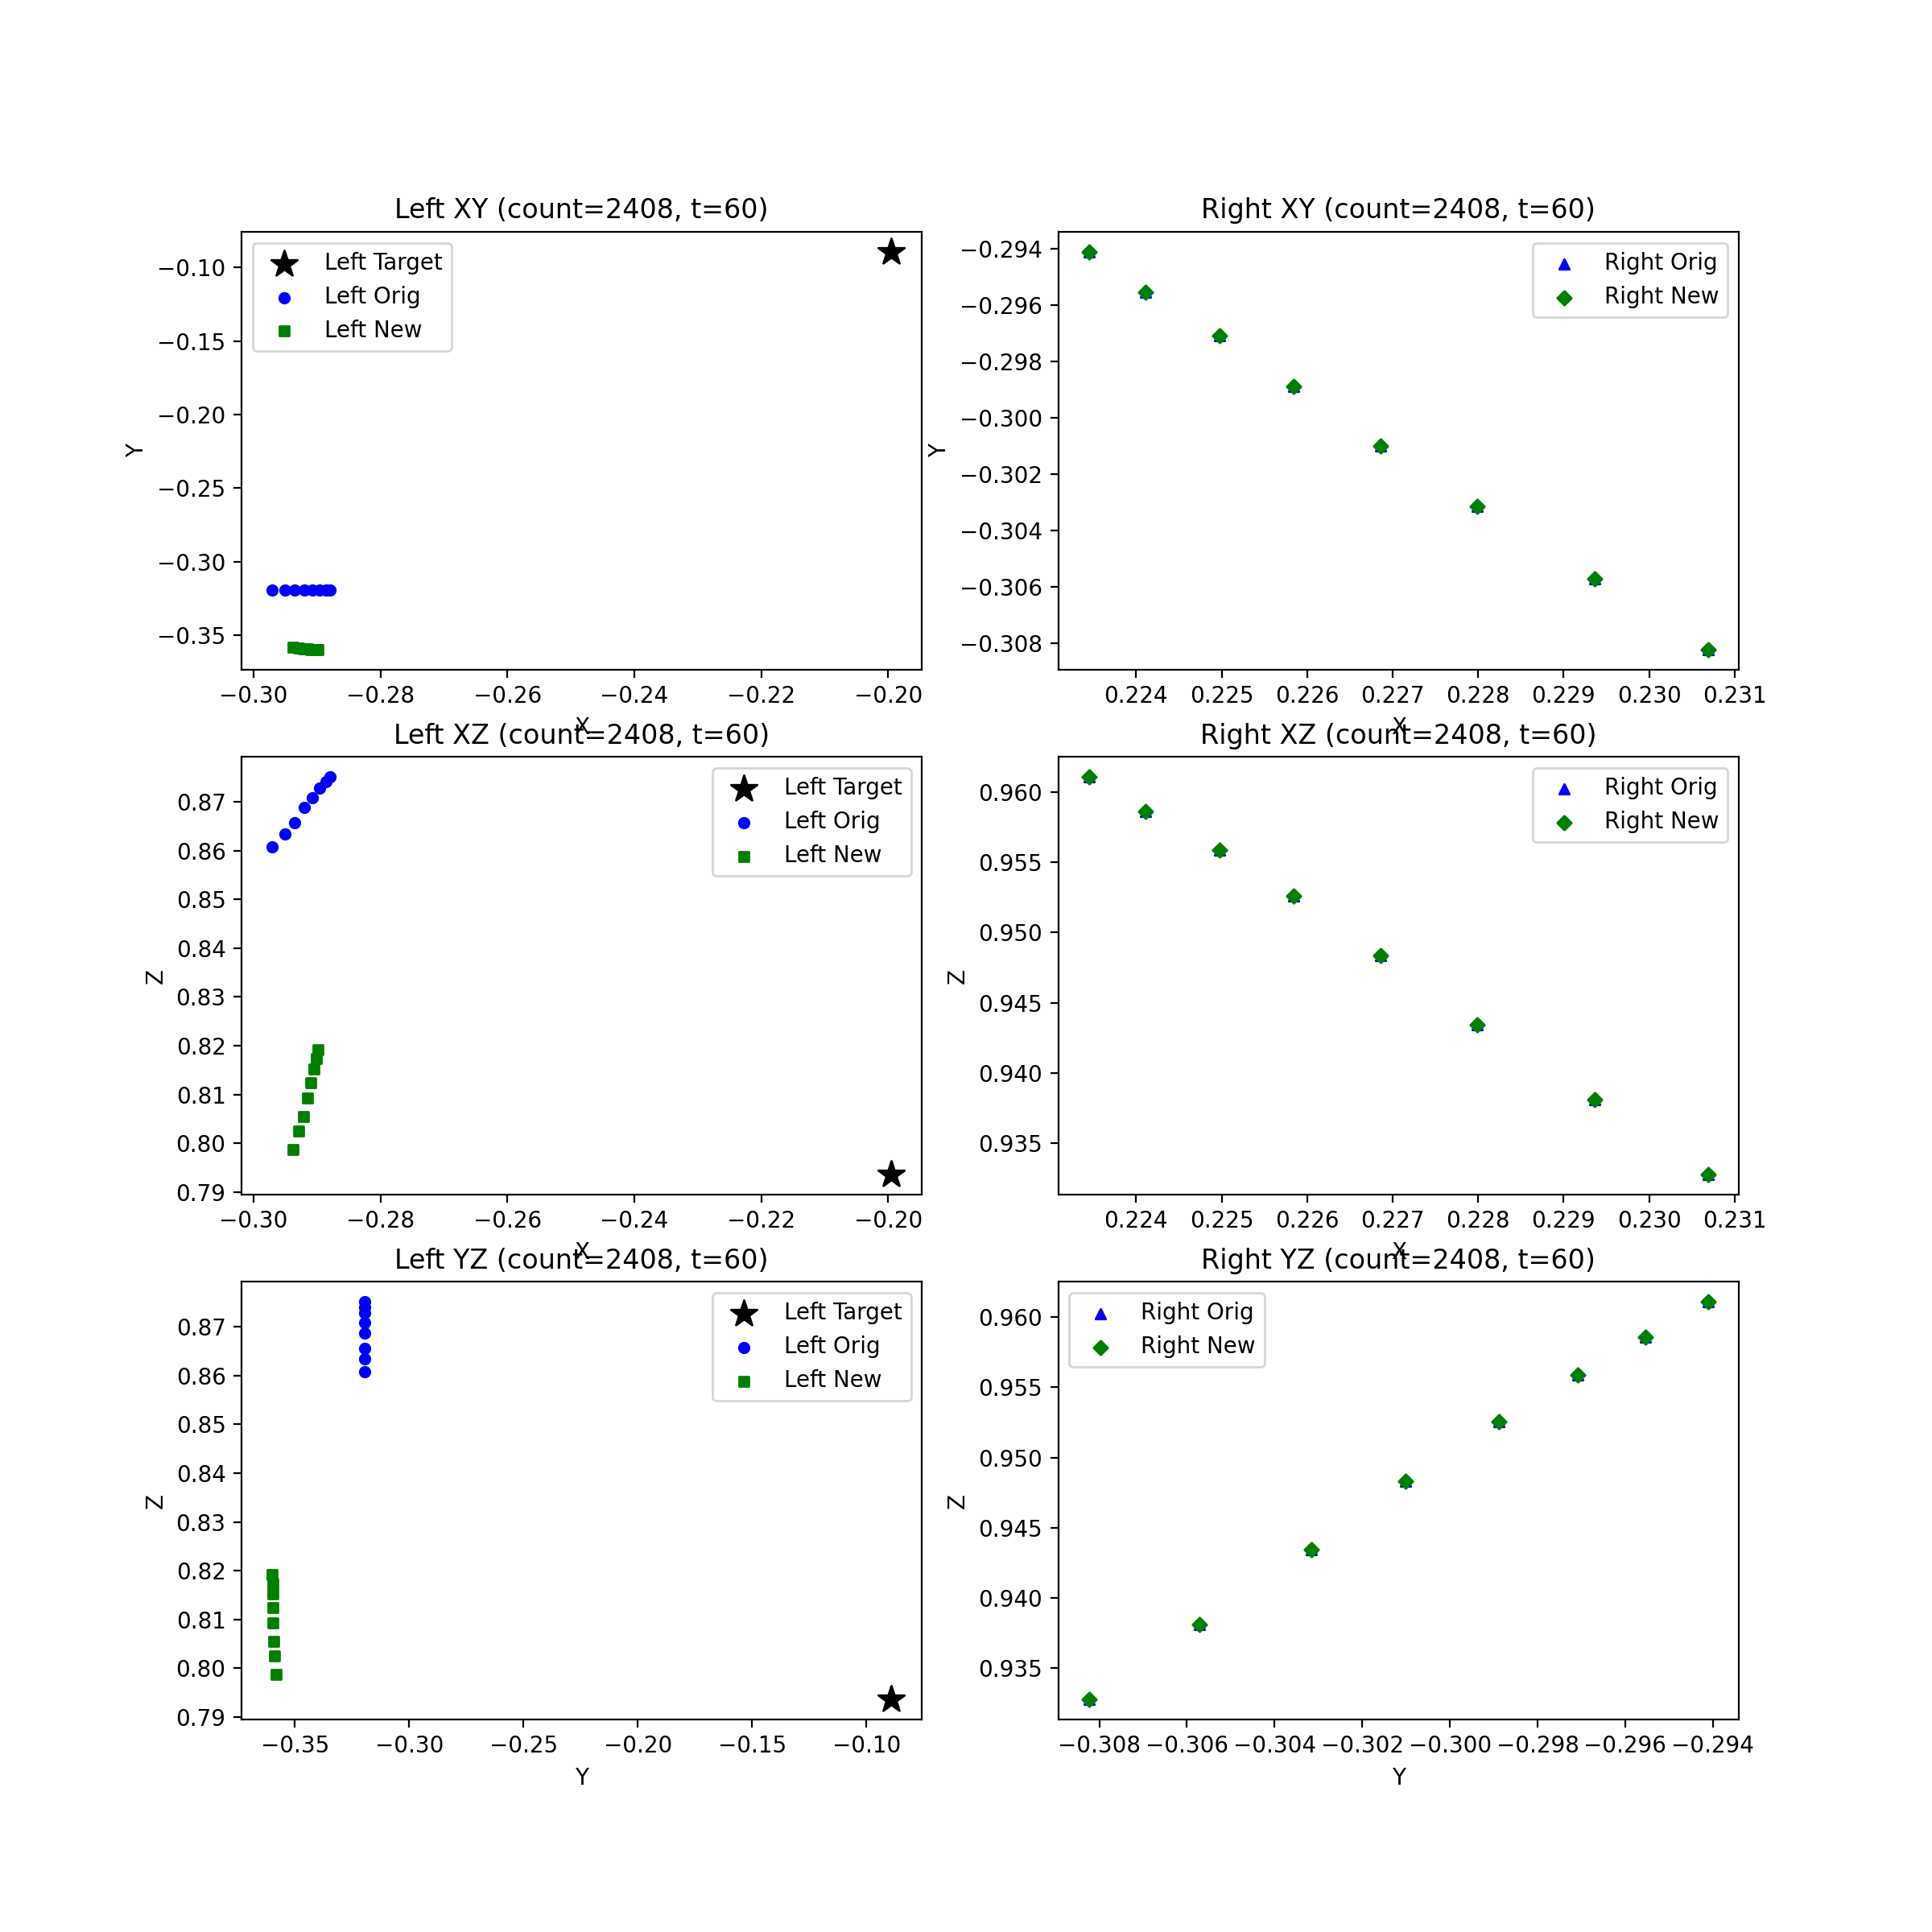 Left XY (count=2408, t=60)
Left Target
Left Orig
Left New
−0.10
−0.15
−0.20
−0.25
−0.30
−0.35
Y
−0.30 −0.28 −0.26 −0.24 −0.22 −0.20
X
Right XY (count=2408, t=60)
Right Orig
Right New
−0.294
−0.296
−0.298
−0.300
−0.302
−0.304
−0.306
−0.308
Y
0.224 0.225 0.226 0.227 0.228 0.229 0.230 0.231
X
Left XZ (count=2408, t=60)
Left Target
Left Orig
Left New
0.87
0.86
0.85
0.84
0.83
0.82
0.81
0.80
0.79
Z
−0.30 −0.28 −0.26 −0.24 −0.22 −0.20
X
Right XZ (count=2408, t=60)
Right Orig
Right New
0.960
0.955
0.950
0.945
0.940
0.935
Z
0.224 0.225 0.226 0.227 0.228 0.229 0.230 0.231
X
Left YZ (count=2408, t=60)
Left Target
Left Orig
Left New
0.87
0.86
0.85
0.84
0.83
0.82
0.81
0.80
0.79
Z
−0.35 −0.30 −0.25 −0.20 −0.15 −0.10
Y
Right YZ (count=2408, t=60)
Right Orig
Right New
0.960
0.955
0.950
0.945
0.940
0.935
Z
−0.308 −0.306 −0.304 −0.302 −0.300 −0.298 −0.296 −0.294
Y